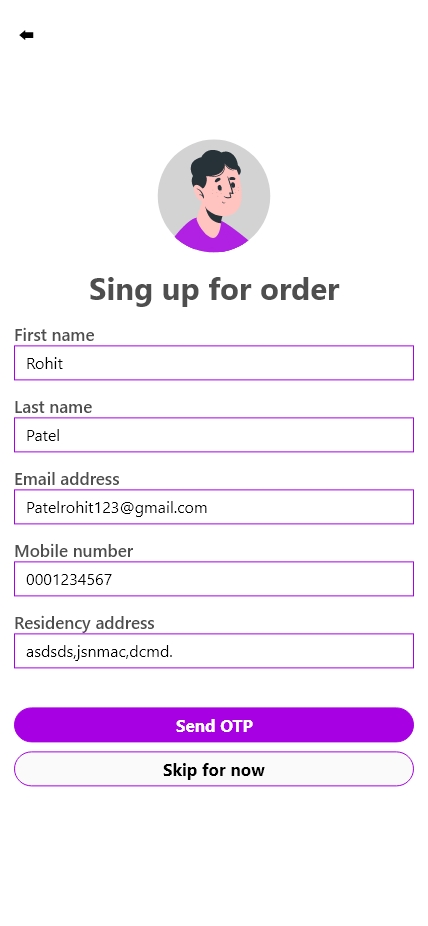 Sing up for order
First name
Rohit
Last name
Patel
Email address
Patelrohit123@gmail.com
Mobile number
0001234567
Residency address
asdsds,jsnmac,dcmd.
Send OTP
Skip for now